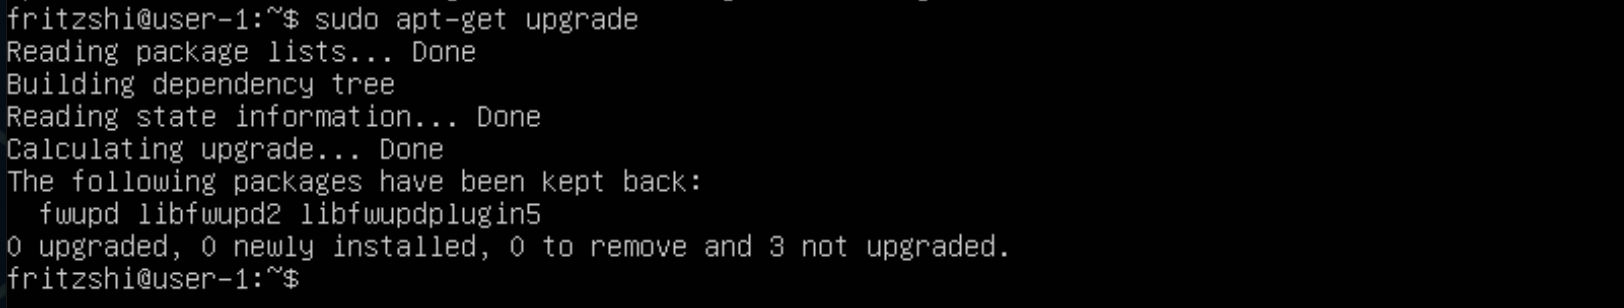 fritzshi@user-1:~$ sudo apt-get upgrade
Reading package lists... Done
Building dependency tree
Reading state information... Done
Calculating upgrade... Done
The following packages have been kept back:
  fwupd libfwupd2 libfwupdplugin5
0 upgraded, 0 newly installed, 0 to remove and 3 not upgraded.
fritzshi@user-1:~$